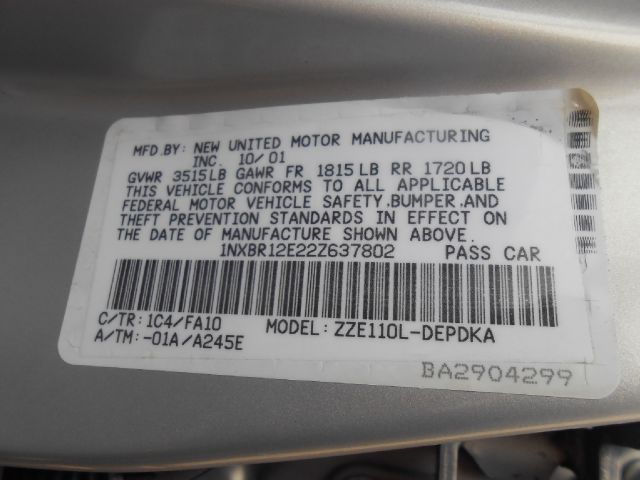 MFD.BY: NEW UNITED MOTOR MANUFACTURING
INC. 10/01
GVWR 3515LB GAWR FR 1815LB RR 1720LB
THIS VEHICLE CONFORMS TO ALL APPLICABLE
FEDERAL MOTOR VEHICLE SAFETY,BUMPER,AND
THEFT PREVENTION STANDARDS IN EFFECT ON
THE DATE OF MANUFACTURE SHOWN ABOVE.
1NXBR12E22Z637802 PASS CAR
C/TR: 1C4/FA10 MODEL: ZZE110L-DEPDKA
A/TM:-01A/A245E
BA2904299